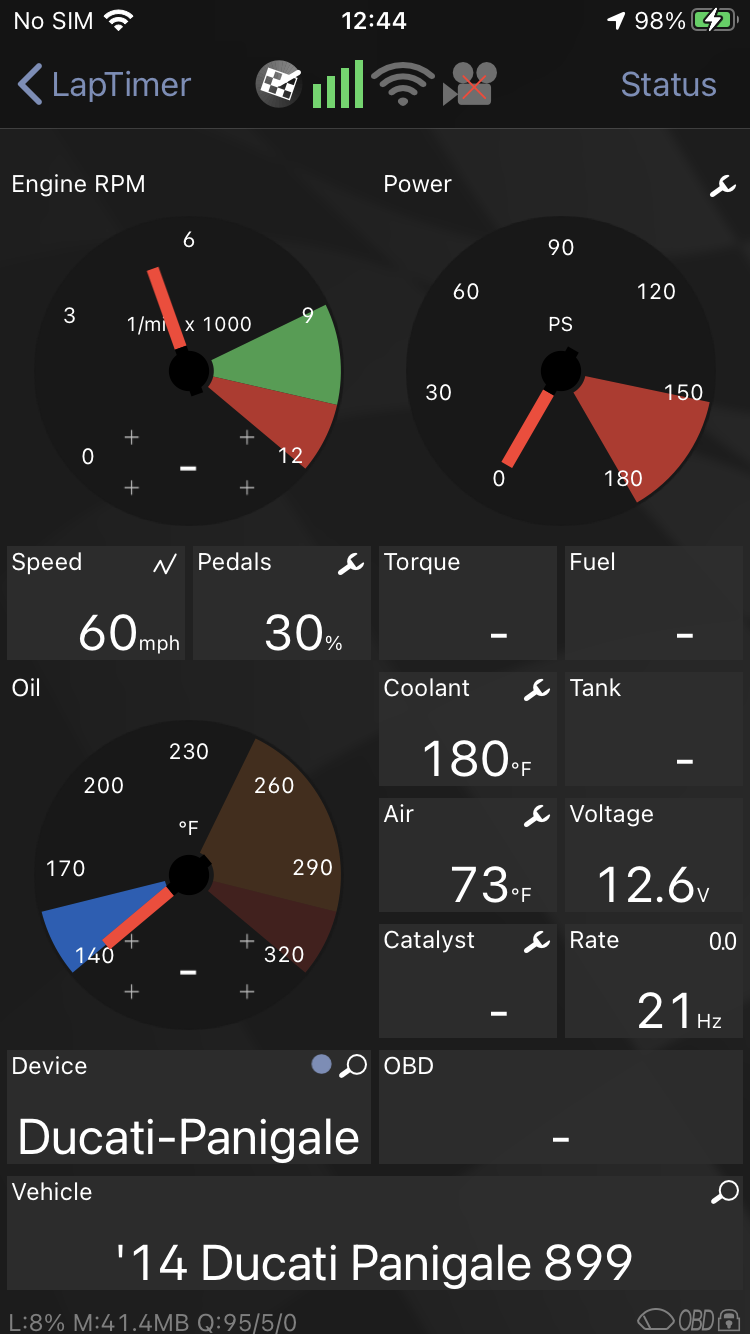 No SIM 12:44 98%
LapTimer Status
Engine RPM Power
6
3
9
1/mi x 1000
0
12
-
90
60
120
PS
30
150
0
180
Speed Pedals Torque Fuel
60mph 30% - -
Oil
230
200
260
°F
170
290
140
320
-
Coolant Tank
180°F -
Air Voltage
73°F 12.6V
Catalyst Rate 0.0
- 21Hz
Device OBD
Ducati-Panigale -
Vehicle
'14 Ducati Panigale 899
L:8% M:41.4MB Q:95/5/0 OBD